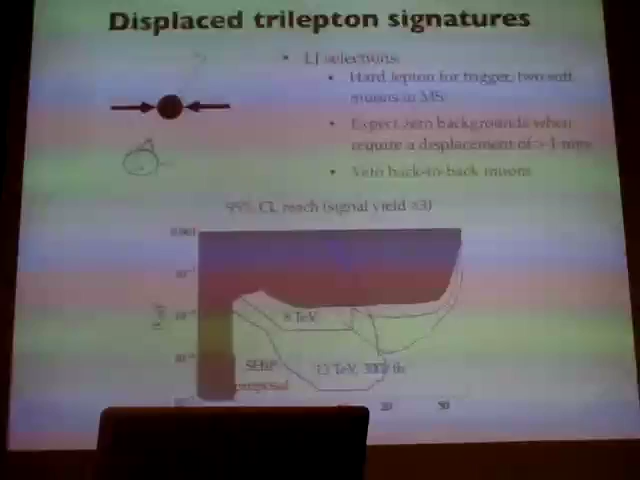 Displaced trilepton signatures
• LJ selections:
• Hard lepton for trigger, two soft
muons in MS
• Expect zero backgrounds when
require a displacement of >~1 mm
• Veto back-to-back muons
95% CL reach (signal yield ≥3)
8 TeV
SHiP
proposal
13 TeV, 300/fb
20
50